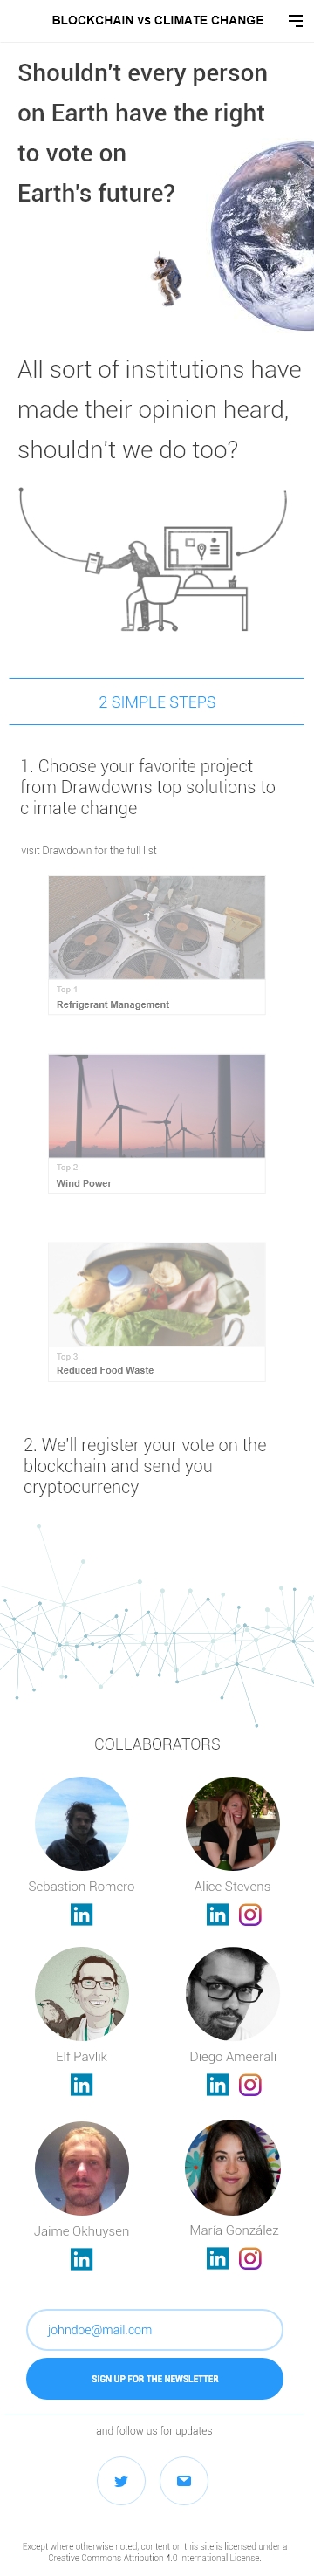 BLOCKCHAIN vs CLIMATE CHANGE
Shouldn't every person
on Earth have the right
to vote on
Earth's future?
All sort of institutions have
made their opinion heard,
shouldn't we do too?
2 SIMPLE STEPS
1. Choose your favorite project
from Drawdowns top solutions to
climate change
visit Drawdown for the full list
Top 1
Refrigerant Management
Top 2
Wind Power
Top 3
Reduced Food Waste
2. We'll register your vote on the
blockchain and send you
cryptocurrency
COLLABORATORS
Sebastion Romero
Alice Stevens
in
in
Elf Pavlik
Diego Ameerali
in
in
Jaime Okhuysen
María González
in
in
johndoe@mail.com
SIGN UP FOR THE NEWSLETTER
and follow us for updates
Except where otherwise noted, content on this site is licensed under a
Creative Commons Attribution 4.0 International License.